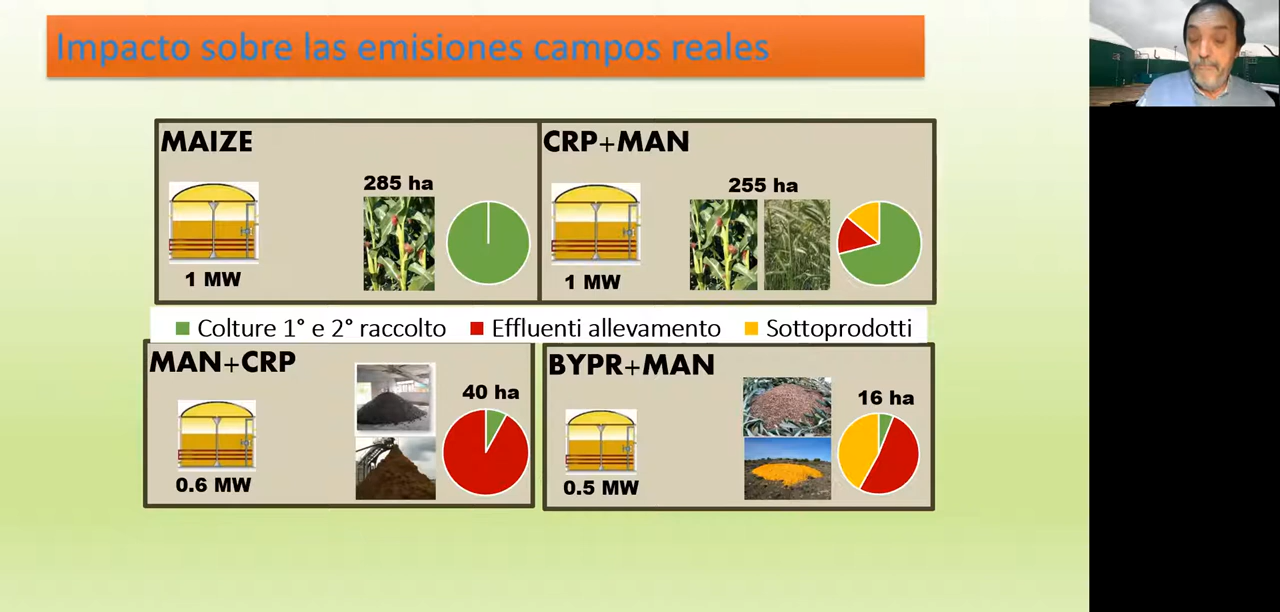 Impacto sobre las emisiones campos reales
MAIZE
285 ha
1 MW
CRP+MAN
255 ha
1 MW
Colture 1° e 2° raccolto
Effluenti allevamento
Sottoprodotti
MAN+CRP
40 ha
0.6 MW
BYPR+MAN
16 ha
0.5 MW